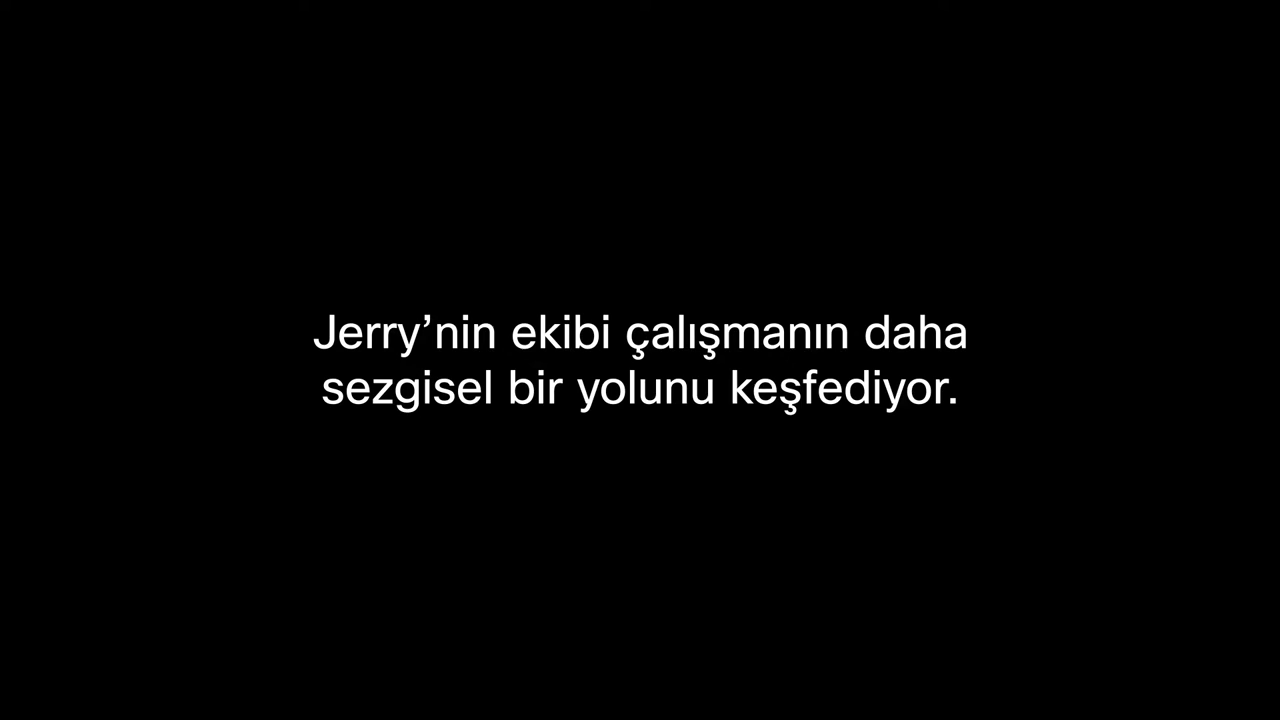 Jerry’nin ekibi çalışmanın daha
sezgisel bir yolunu keşfediyor.